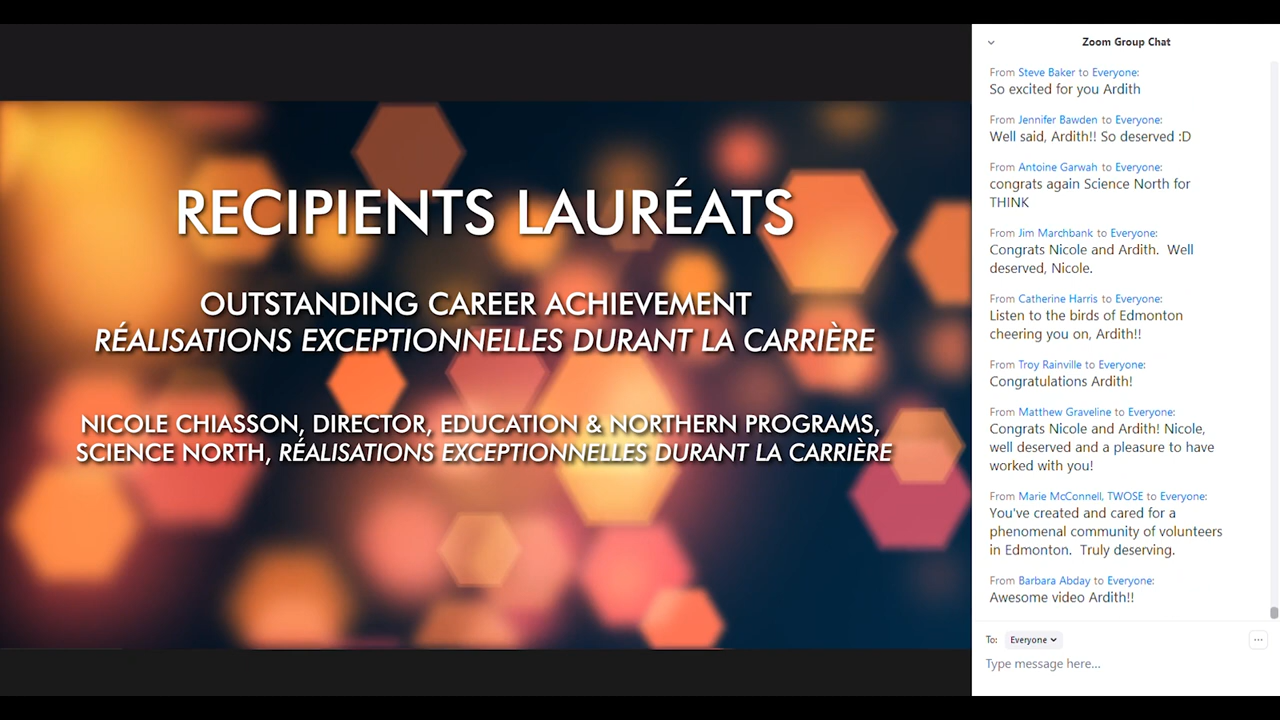 RECIPIENTS LAURÉATS
OUTSTANDING CAREER ACHIEVEMENT
RÉALISATIONS EXCEPTIONNELLES DURANT LA CARRIÈRE
NICOLE CHIASSON, DIRECTOR, EDUCATION & NORTHERN PROGRAMS,
SCIENCE NORTH, RÉALISATIONS EXCEPTIONNELLES DURANT LA CARRIÈRE
Zoom Group Chat
From Steve Baker to Everyone:
So excited for you Ardith
From Jennifer Bawden to Everyone:
Well said, Ardith!! So deserved :D
From Antoine Garwah to Everyone:
congrats again Science North for
THINK
From Jim Marchbank to Everyone:
Congrats Nicole and Ardith.  Well
deserved, Nicole.
From Catherine Harris to Everyone:
Listen to the birds of Edmonton
cheering you on, Ardith!!
From Troy Rainville to Everyone:
Congratulations Ardith!
From Matthew Graveline to Everyone:
Congrats Nicole and Ardith! Nicole,
well deserved and a pleasure to have
worked with you!
From Marie McConnell, TWOSE to Everyone:
You've created and cared for a
phenomenal community of volunteers
in Edmonton.  Truly deserving.
From Barbara Abday to Everyone:
Awesome video Ardith!!
To: Everyone
Type message here...